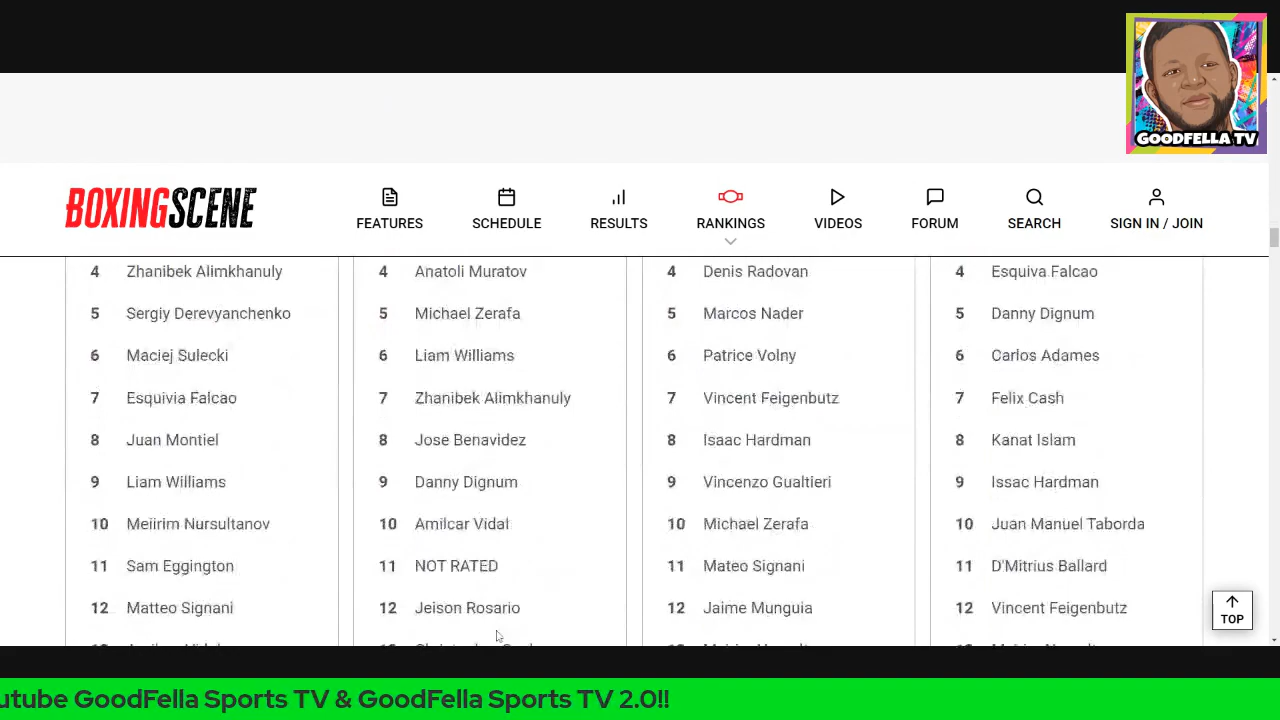 GOODFELLA TV
BOXINGSCENE
FEATURES
SCHEDULE
RESULTS
RANKINGS
VIDEOS
FORUM
SEARCH
SIGN IN / JOIN
4 Zhanibek Alimkhanuly
5 Sergiy Derevyanchenko
6 Maciej Sulecki
7 Esquivia Falcao
8 Juan Montiel
9 Liam Williams
10 Meiirim Nursultanov
11 Sam Eggington
12 Matteo Signani
4 Anatoli Muratov
5 Michael Zerafa
6 Liam Williams
7 Zhanibek Alimkhanuly
8 Jose Benavidez
9 Danny Dignum
10 Amilcar Vidal
11 NOT RATED
12 Jeison Rosario
4 Denis Radovan
5 Marcos Nader
6 Patrice Volny
7 Vincent Feigenbutz
8 Isaac Hardman
9 Vincenzo Gualtieri
10 Michael Zerafa
11 Mateo Signani
12 Jaime Munguia
4 Esquiva Falcao
5 Danny Dignum
6 Carlos Adames
7 Felix Cash
8 Kanat Islam
9 Issac Hardman
10 Juan Manuel Taborda
11 D'Mitrius Ballard
12 Vincent Feigenbutz
TOP
utube GoodFella Sports TV & GoodFella Sports TV 2.0!!